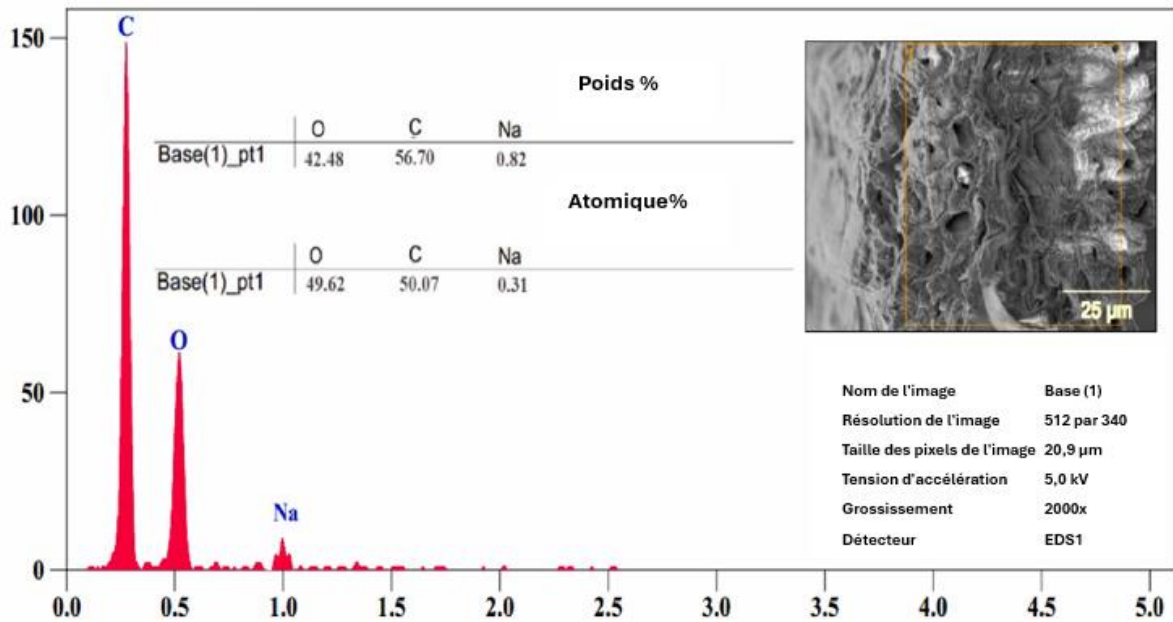 150
100
50
0
C
O
Na
Poids %
O C Na
Base(1)_pt1 42.48 56.70 0.82
Atomique%
O C Na
Base(1)_pt1 49.62 50.07 0.31
25 µm
Nom de l'image Base (1)
Résolution de l'image 512 par 340
Taille des pixels de l'image 20,9 µm
Tension d'accélération 5,0 kV
Grossissement 2000x
Détecteur EDS1
0.0 0.5 1.0 1.5 2.0 2.5 3.0 3.5 4.0 4.5 5.0